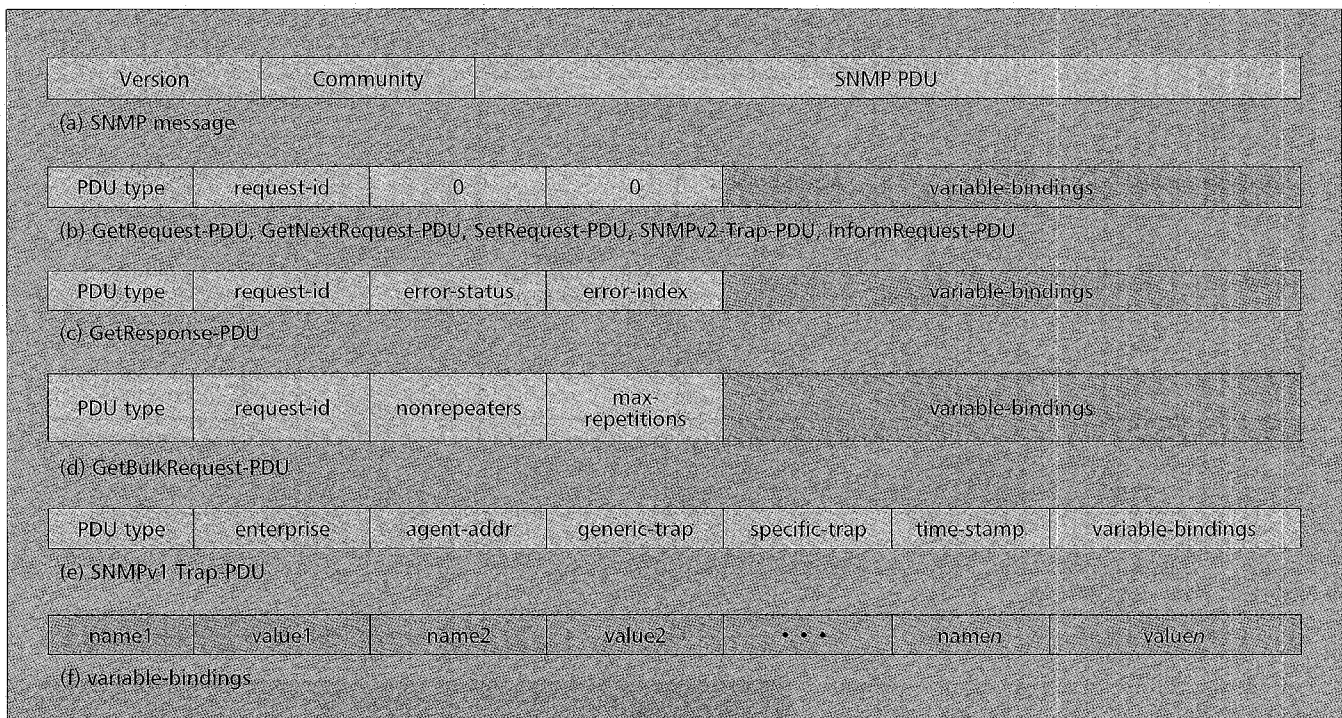 Version Community SNMP PDU
(a) SNMP message
PDU type request-id 0 0 variable-bindings
(b) GetRequest-PDU, GetNextRequest-PDU, SetRequest-PDU, SNMPv2-Trap-PDU, InformRequest-PDU
PDU type request-id error-status error-index variable-bindings
(c) GetResponse-PDU
PDU type request-id nonrepeaters max-
repetitions variable-bindings
(d) GetBulkRequest-PDU
PDU type enterprise agent-addr generic-trap specific-trap time-stamp variable-bindings
(e) SNMPv1 Trap-PDU
name1 value1 name2 value2 • • • namen valuen
(f) variable-bindings